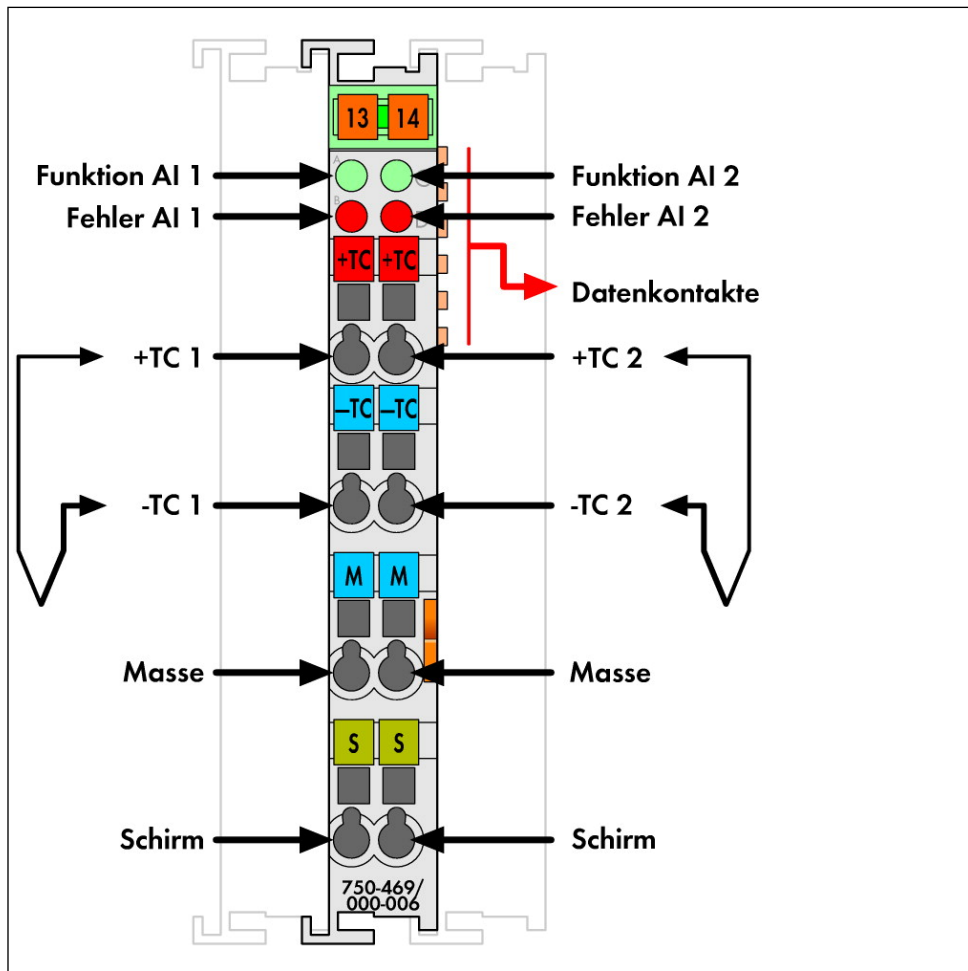 13 14
A C
Funktion AI 1 Funktion AI 2
B D
Fehler AI 1 Fehler AI 2
+TC +TC
Datenkontakte
+TC 1 +TC 2
–TC –TC
-TC 1 -TC 2
M M
Masse Masse
S S
Schirm Schirm
750-469/
000-006